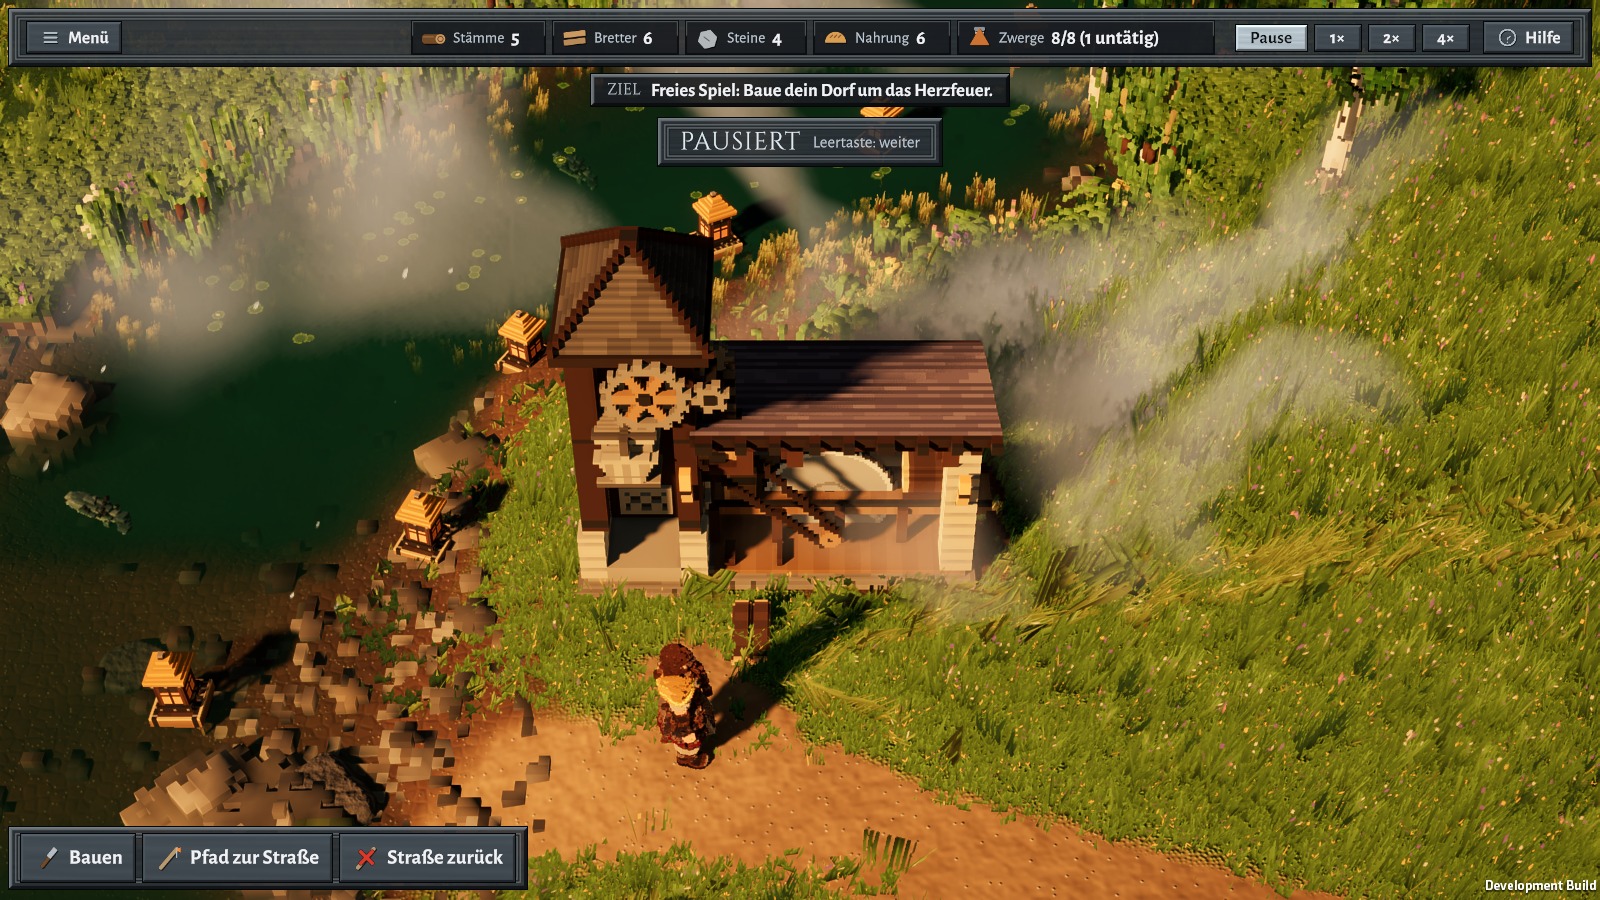 Menü
Stämme 5
Bretter 6
Steine 4
Nahrung 6
Zwerge 8/8 (1 untätig)
Pause
1×
2×
4×
Hilfe
ZIEL Freies Spiel: Baue dein Dorf um das Herzfeuer.
PAUSIERT Leertaste: weiter
Bauen
Pfad zur Straße
Straße zurück
Development Build